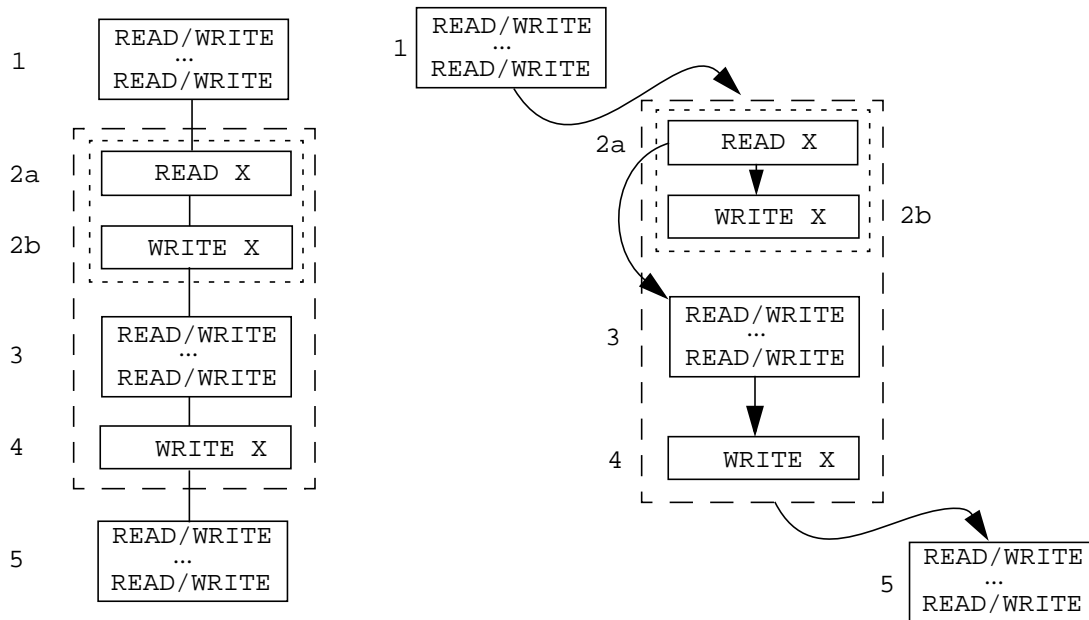 1
READ/WRITE
...
READ/WRITE
2a
READ X
2b
WRITE X
3
READ/WRITE
...
READ/WRITE
4
WRITE X
5
READ/WRITE
...
READ/WRITE
1
READ/WRITE
...
READ/WRITE
2a
READ X
WRITE X
2b
3
READ/WRITE
...
READ/WRITE
4
WRITE X
5
READ/WRITE
...
READ/WRITE